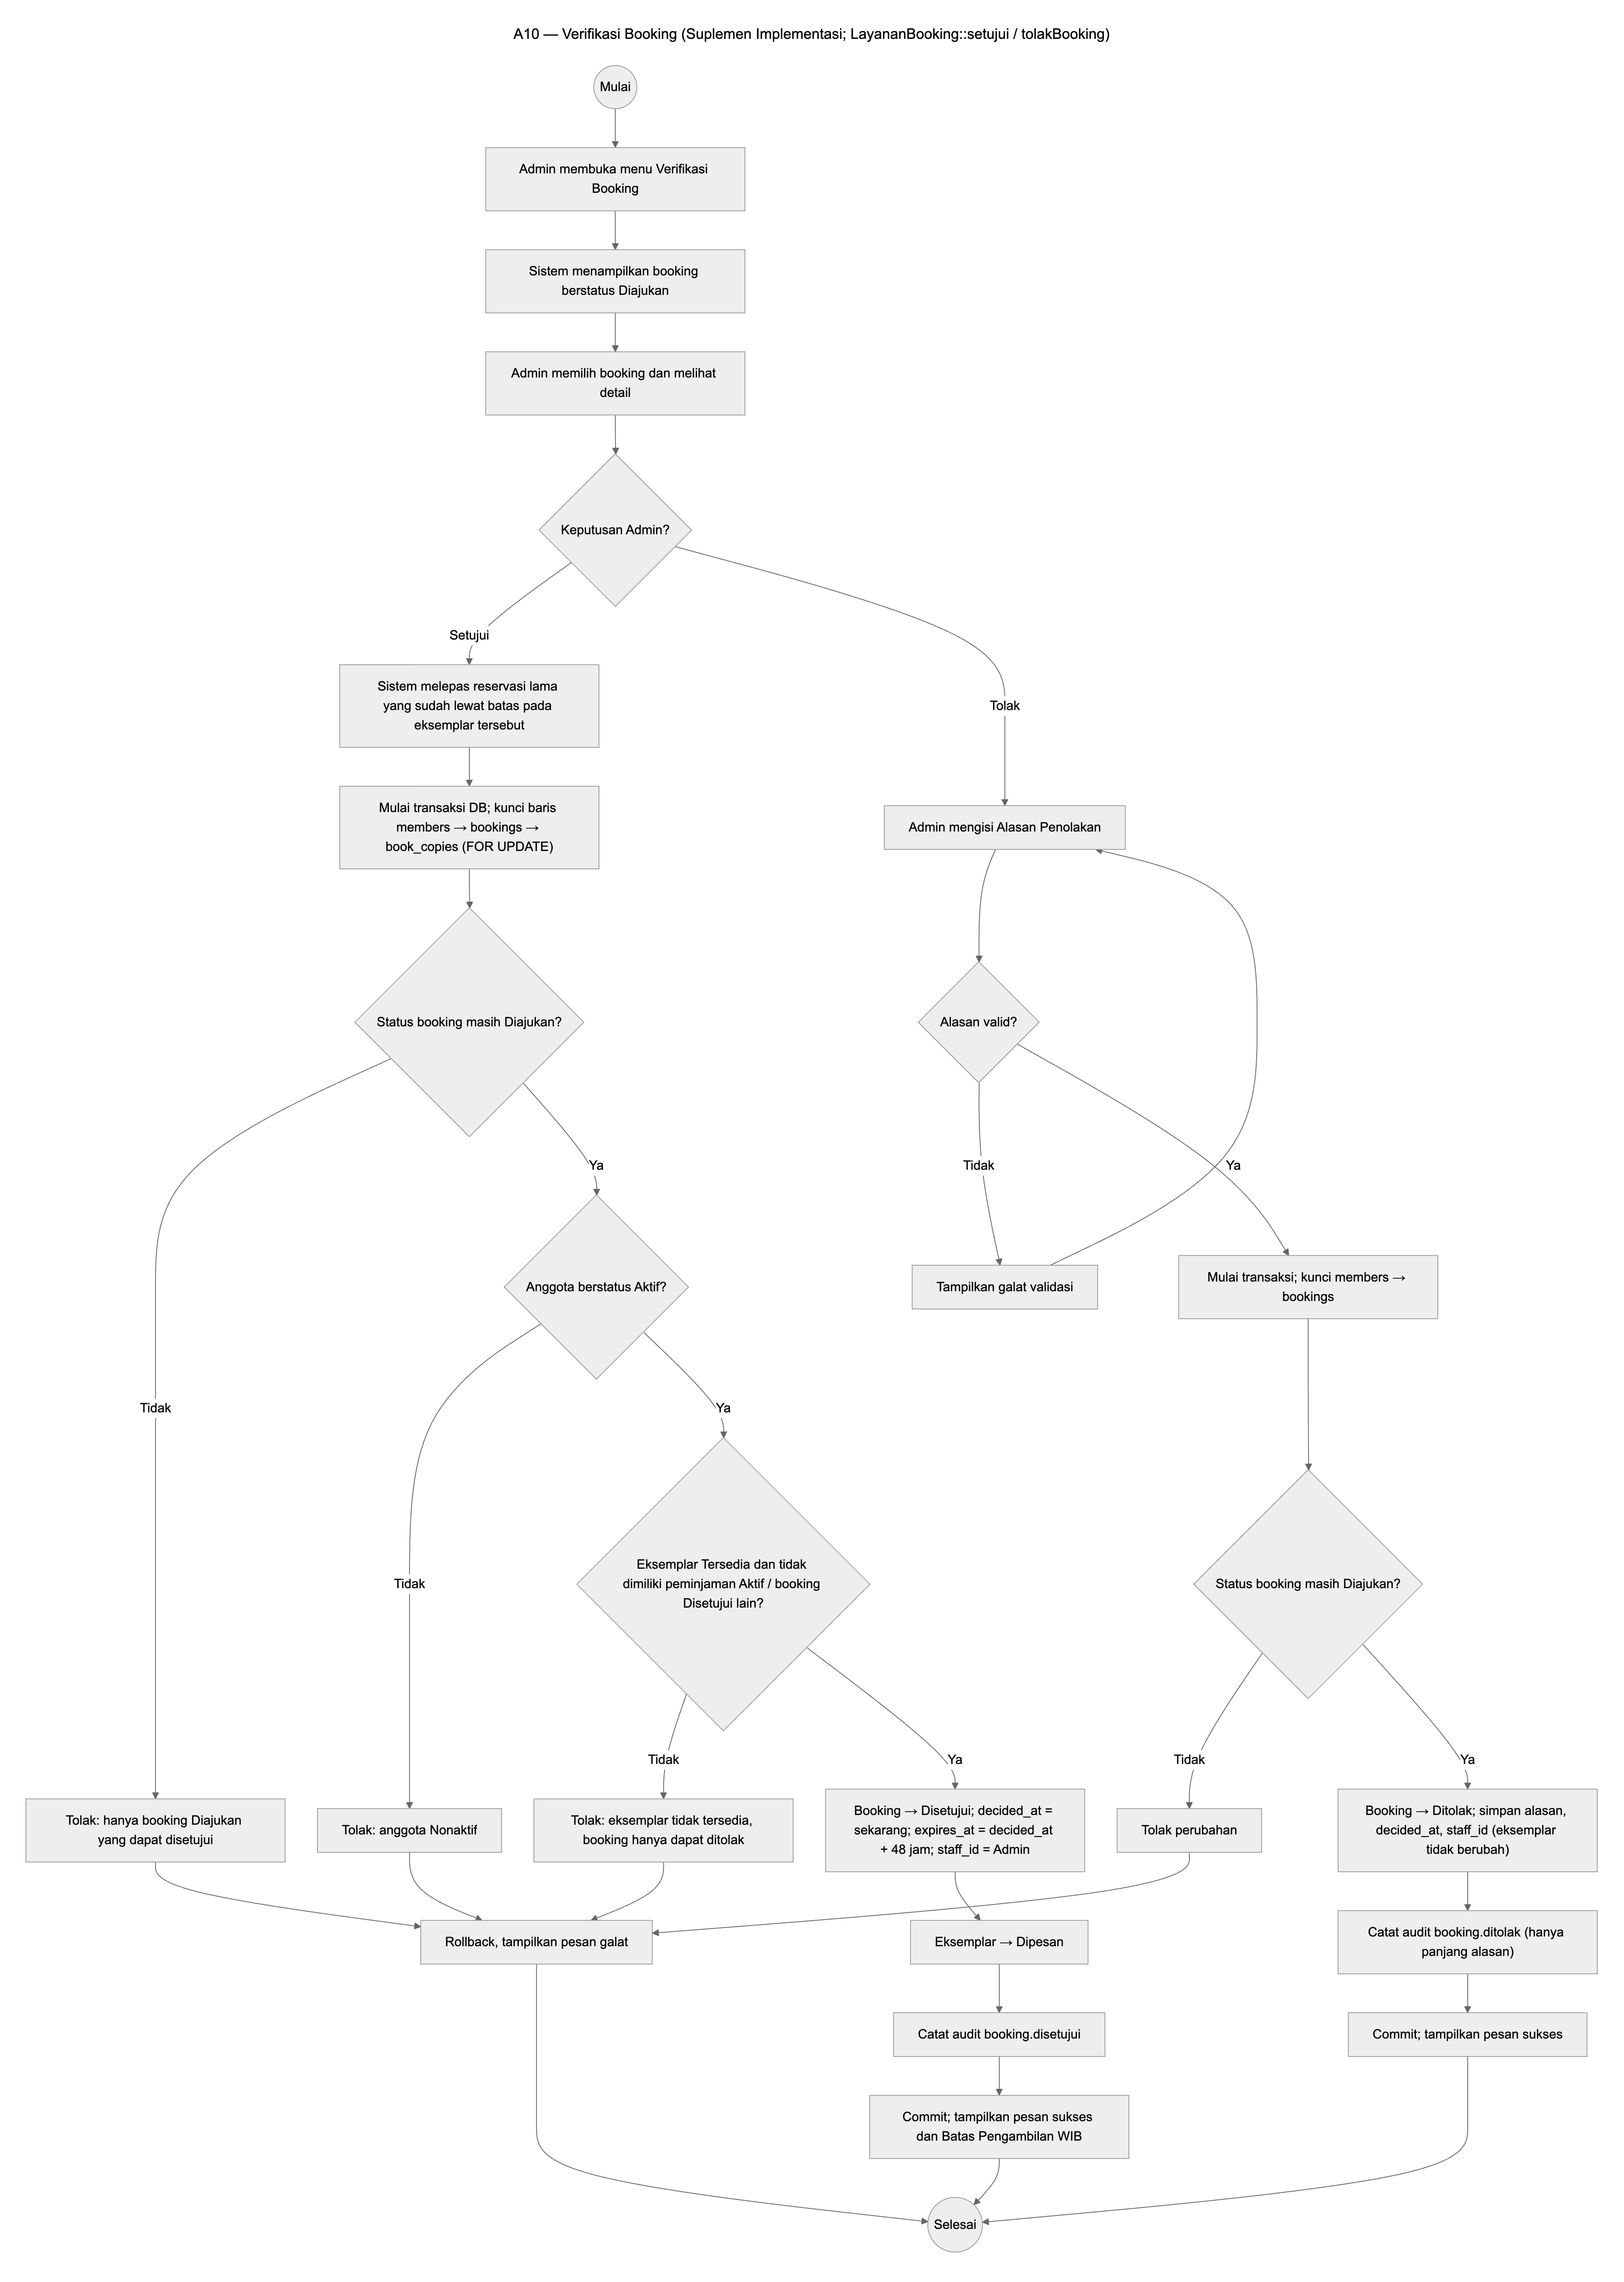 A10 — Verifikasi Booking (Suplemen Implementasi; LayananBooking::setujui / tolakBooking)
Mulai
Admin membuka menu Verifikasi
Booking
Sistem menampilkan booking
berstatus Diajukan
Admin memilih booking dan melihat
detail
Keputusan Admin?
Setujui
Tolak
Sistem melepas reservasi lama
yang sudah lewat batas pada
eksemplar tersebut
Mulai transaksi DB; kunci baris
members → bookings →
book_copies (FOR UPDATE)
Admin mengisi Alasan Penolakan
Status booking masih Diajukan?
Alasan valid?
Ya
Tidak
Ya
Anggota berstatus Aktif?
Tampilkan galat validasi
Mulai transaksi; kunci members →
bookings
Tidak
Ya
Tidak
Eksemplar Tersedia dan tidak
dimiliki peminjaman Aktif / booking
Disetujui lain?
Status booking masih Diajukan?
Tidak
Ya
Tidak
Ya
Tolak: hanya booking Diajukan
yang dapat disetujui
Tolak: anggota Nonaktif
Tolak: eksemplar tidak tersedia,
booking hanya dapat ditolak
Booking → Disetujui; decided_at =
sekarang; expires_at = decided_at
+ 48 jam; staff_id = Admin
Tolak perubahan
Booking → Ditolak; simpan alasan,
decided_at, staff_id (eksemplar
tidak berubah)
Rollback, tampilkan pesan galat
Eksemplar → Dipesan
Catat audit booking.ditolak (hanya
panjang alasan)
Catat audit booking.disetujui
Commit; tampilkan pesan sukses
Commit; tampilkan pesan sukses
dan Batas Pengambilan WIB
Selesai